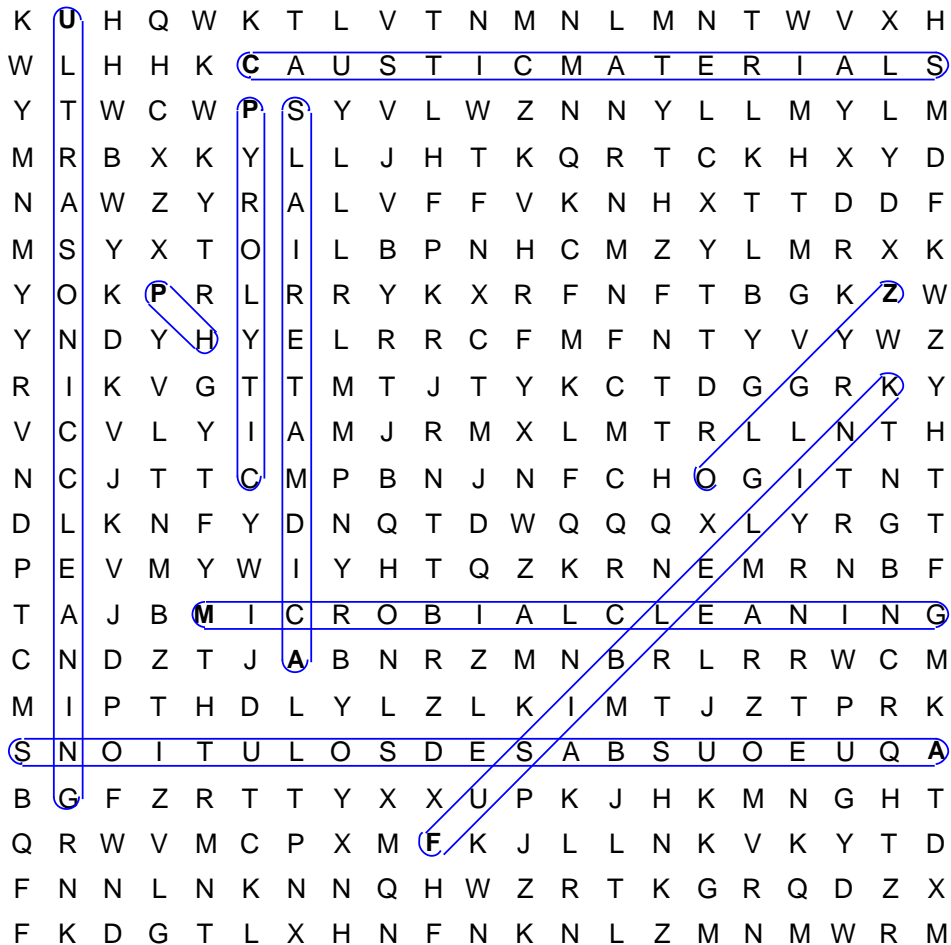 K U H Q W K T L V T N M N L M N T W V X H
W L H H K C A U S T I C M A T E R I A L S
Y T W C W P S Y V L W Z N N Y L L M Y L M
M R B X K Y L L J H T K Q R T C K H X Y D
N A W Z Y R A L V F F V K N H X T T D D F
M S Y X T O I L B P N H C M Z Y L M R X K
Y O K P R L R R Y K X R F N F T B G K Z W
Y N D Y H Y E L R R C F M F N T Y V Y W Z
R I K V G T T M T J T Y K C T D G G R K Y
V C V L Y I A M J R M X L M T R L L N T H
N C J T T C M P B N J N F C H O G I T N T
D L K N F Y D N Q T D W Q Q Q X L Y R G T
P E V M Y W I Y H T Q Z K R N E M R N B F
T A J B M I C R O B I A L C L E A N I N G
C N D Z T J A B N R Z M N B R L R R W C M
M I P T H D L Y L Z L K I M T J Z T P R K
S N O I T U L O S D E S A B S U O E U Q A
B G F Z R T T Y X X U P K J H K M N G H T
Q R W V M C P X M F K J L L N K V K Y T D
F N N L N K N N Q H W Z R T K G R Q D Z X
F K D G T L X H N F N K N L Z M N M W R M